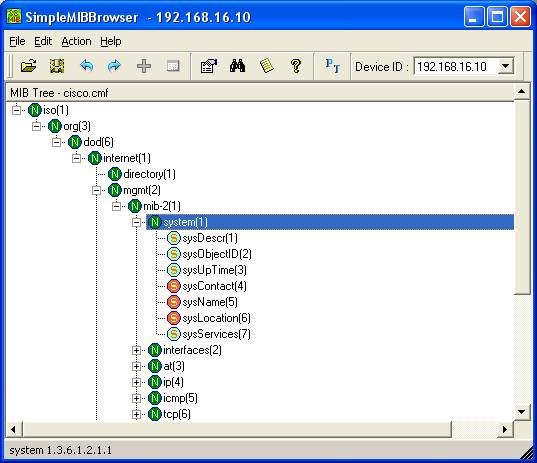 SimpleMIBBrowser - 192.168.16.10
File Edit Action Help
PT Device ID : 192.168.16.10
MIB Tree - cisco.cmf
N iso(1)
N org(3)
N dod(6)
N internet(1)
N directory(1)
N mgmt(2)
N mib-2(1)
N system(1)
S sysDescr(1)
S sysObjectID(2)
S sysUpTime(3)
S sysContact(4)
S sysName(5)
S sysLocation(6)
S sysServices(7)
N interfaces(2)
N at(3)
N ip(4)
N icmp(5)
N tcp(6)
system 1.3.6.1.2.1.1